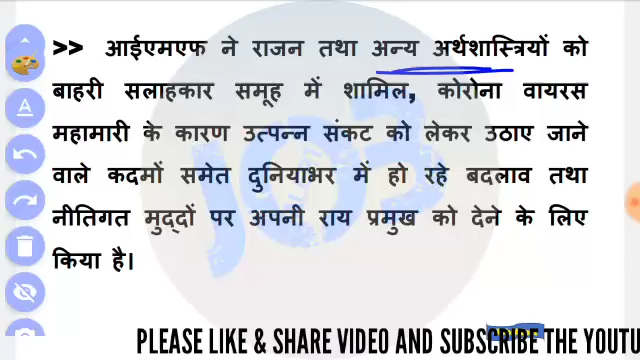 >> आईएमएफ ने राजन तथा अन्य अर्थशास्त्रियों को
बाहरी सलाहकार समूह में शामिल, कोरोना वायरस
महामारी के कारण उत्पन्न संकट को लेकर उठाए जाने
वाले कदमों समेत दुनियाभर में हो रहे बदलाव तथा
नीतिगत मुद्दों पर अपनी राय प्रमुख को देने के लिए
किया है।
PLEASE LIKE & SHARE VIDEO AND SUBSCRIBE THE YOUTU